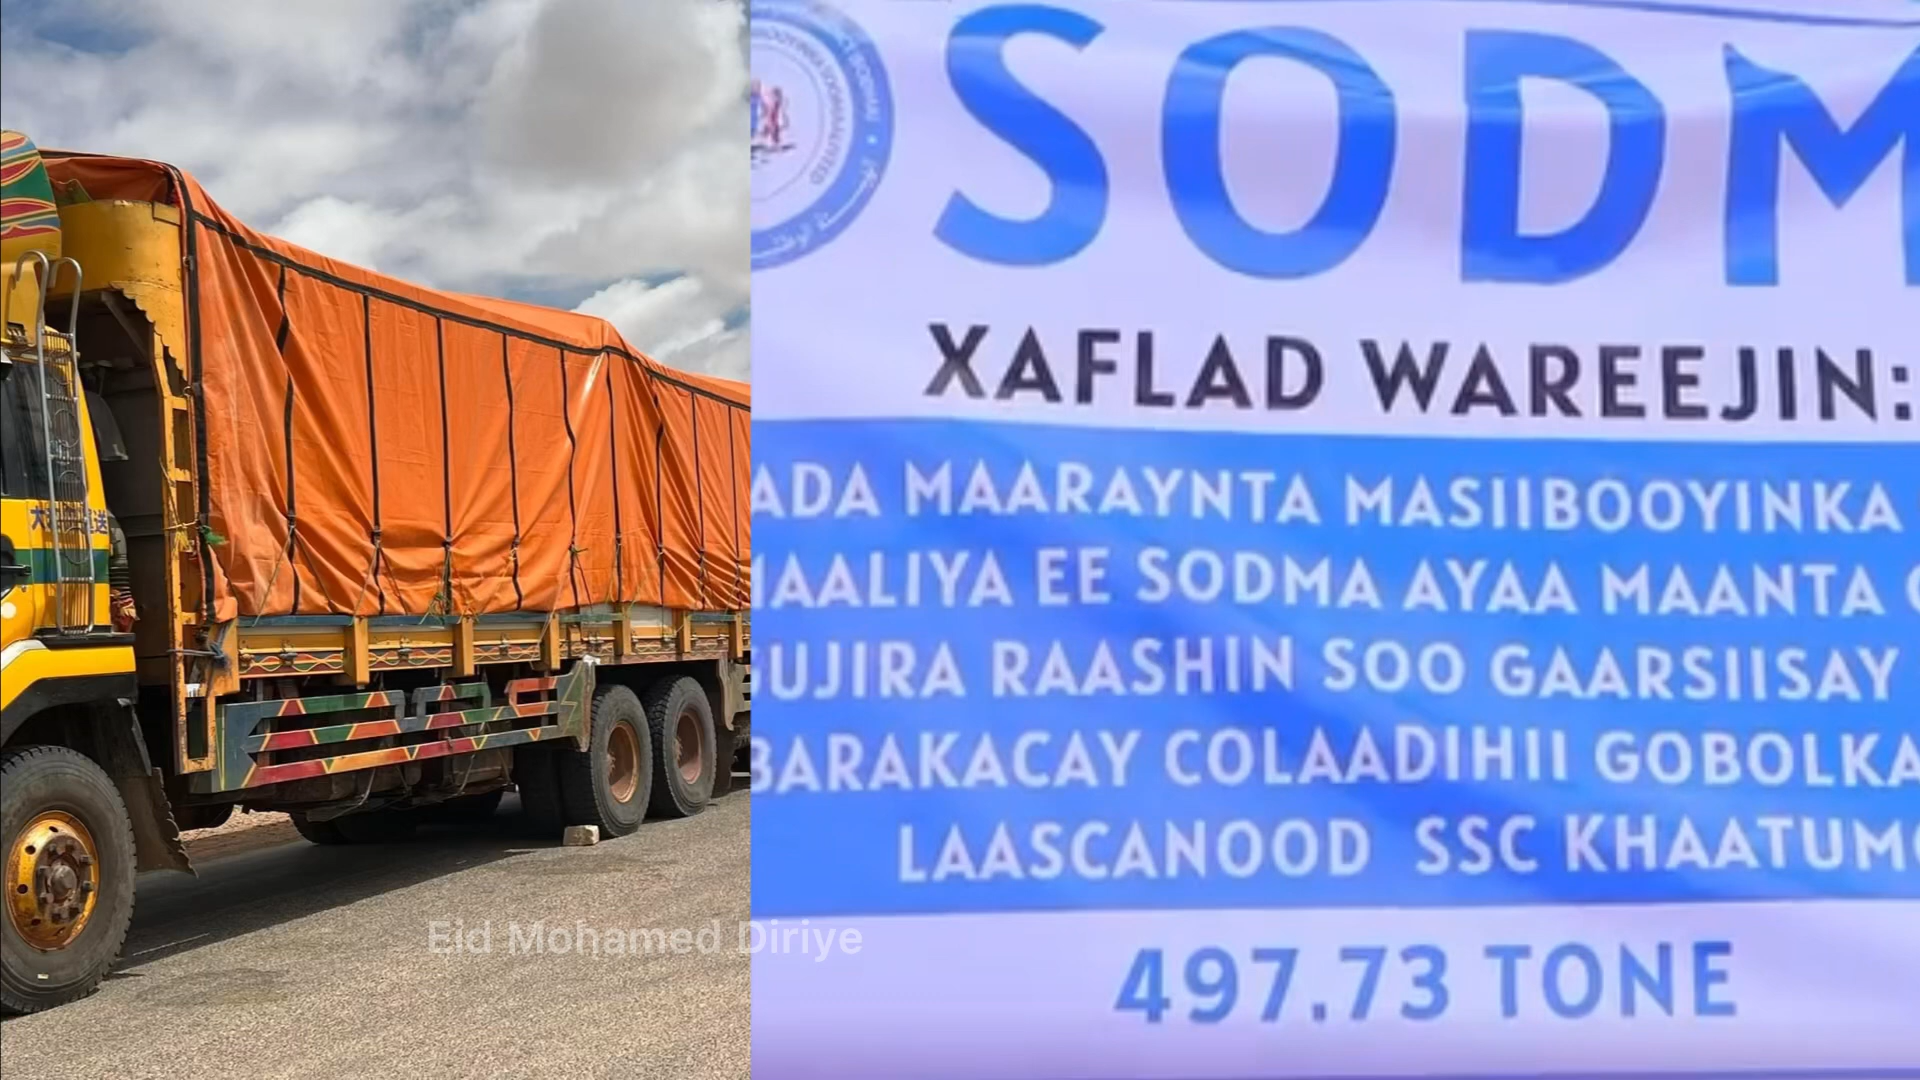 SODM
XAFLAD WAREEJIN:
ADA MAARAYNTA MASIIBOOYINKA
MAALIYA EE SODMA AYAA MAANTA
GUJIRA RAASHIN SOO GAARSIISAY
BARAKACAY COLAADIHII GOBOLKA
LAASCANOOD SSC KHAATUMO
497.73 TONE
Eid Mohamed Diriye